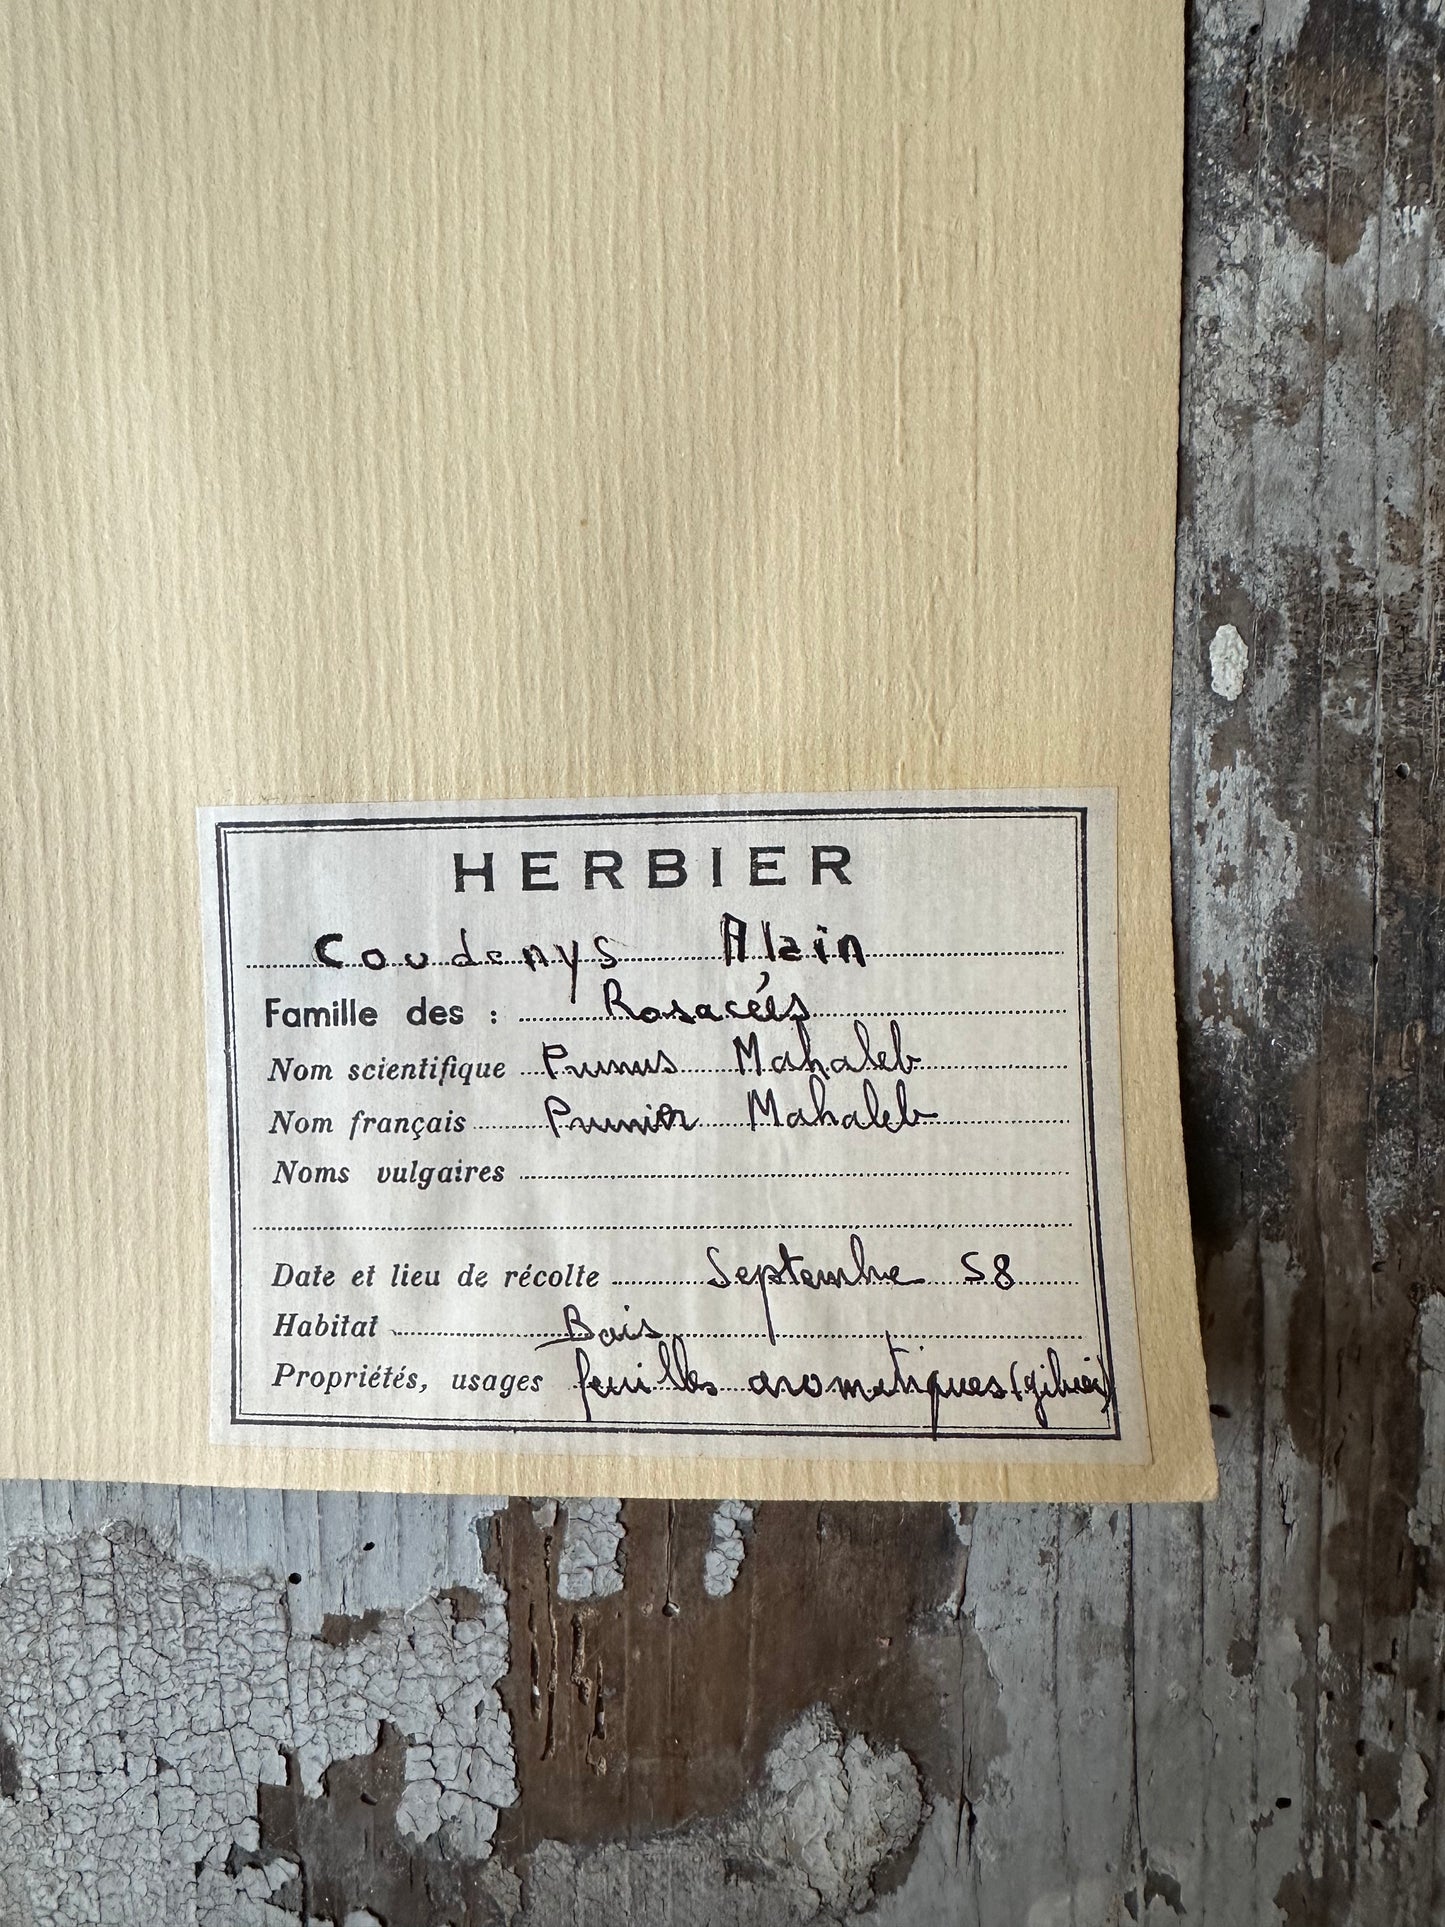 HERBIER
Coudenys Alain
Famille des : Rosacées
Nom scientifique Prunus Mahaleb
Nom français Prunier Mahaleb
Noms vulgaires
Date et lieu de récolte Septembre 58
Habitat Bois
Propriétés, usages feuilles aromatiques (gibier)